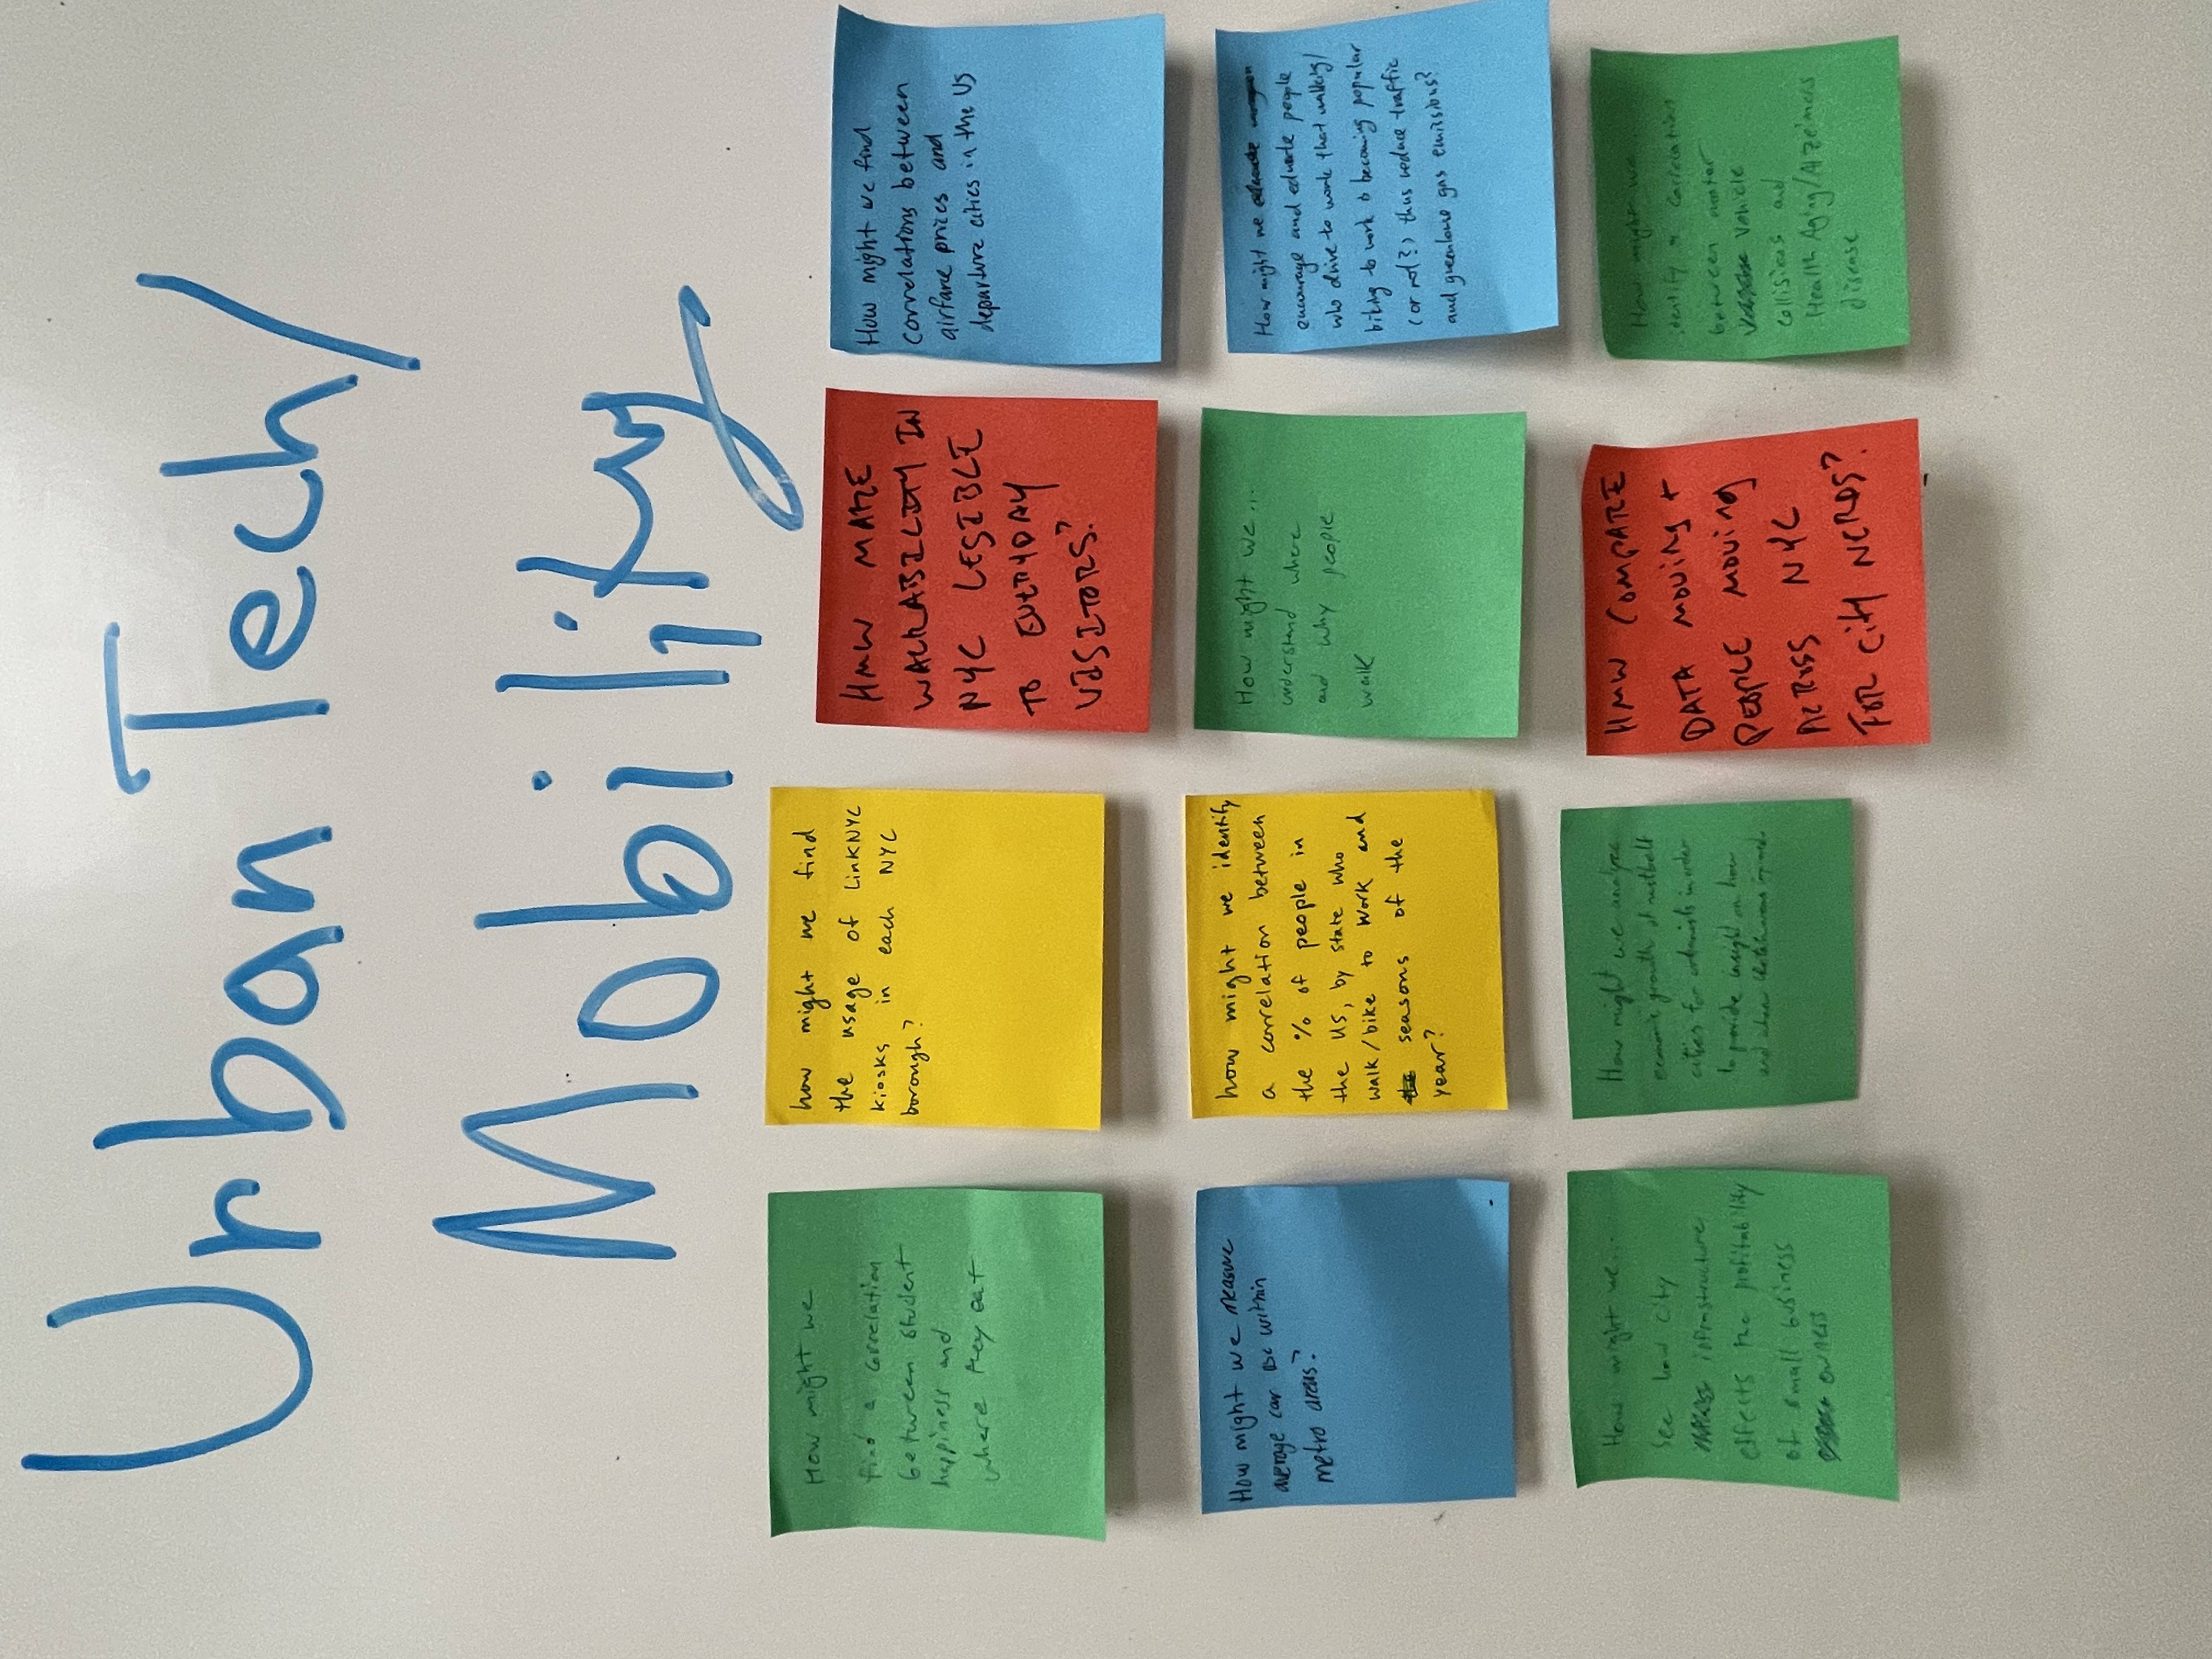 Urban Tech/
Mobility
How might we
find a correlation
between student
happiness and
where they eat
how might we find
the usage of LinkNYC
kiosks in each NYC
borough?
HMW MAKE
WALKABILITY IN
NYC LEGIBLE
TO EVERYDAY
VISITORS?
How might we find
correlations between
airfare prices and
departure cities in the US
How might we measure
average car use within
metro areas?
how might we identify
a correlation between
the % of people in
the US, by state who
walk/bike to work and
seasons of the
year?
How might we...
understand where
and why people
walk
How might we
encourage and educate people
who drive to work that walking/
biking to work is becoming popular
(or not?) thus reduce traffic
and greenhouse gas emissions?
How might we...
See how city
infrastructure
effects the profitability
of small business
owners
How might we analyze
economic growth of rustbelt
cities for urbanists in order
to provide insight on how
and
HMW COMPARE
DATA MOVING +
PEOPLE MOVING
ACROSS NYC
FOR CITY NERDS?
How might we...
identify a correlation
between motor
Vehicle
collisions and
Health Aging/Alzeimers
disease